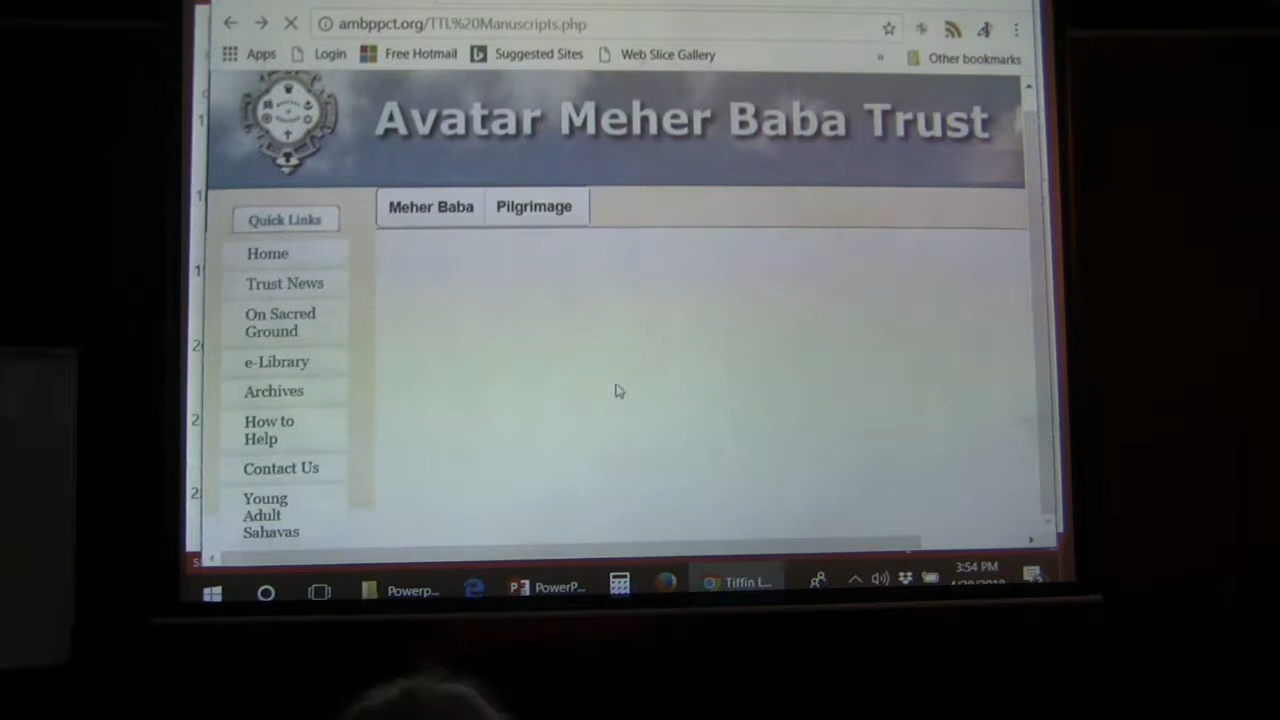 ambppct.org/TTL%20Manuscripts.php
Apps Login Free Hotmail Suggested Sites Web Slice Gallery » Other bookmarks
Avatar Meher Baba Trust
Meher Baba Pilgrimage
Quick Links
Home
Trust News
On Sacred
Ground
e-Library
Archives
How to
Help
Contact Us
Young
Adult
Sahavas
Powerp... PowerP... Tiffin L... 3:54 PM